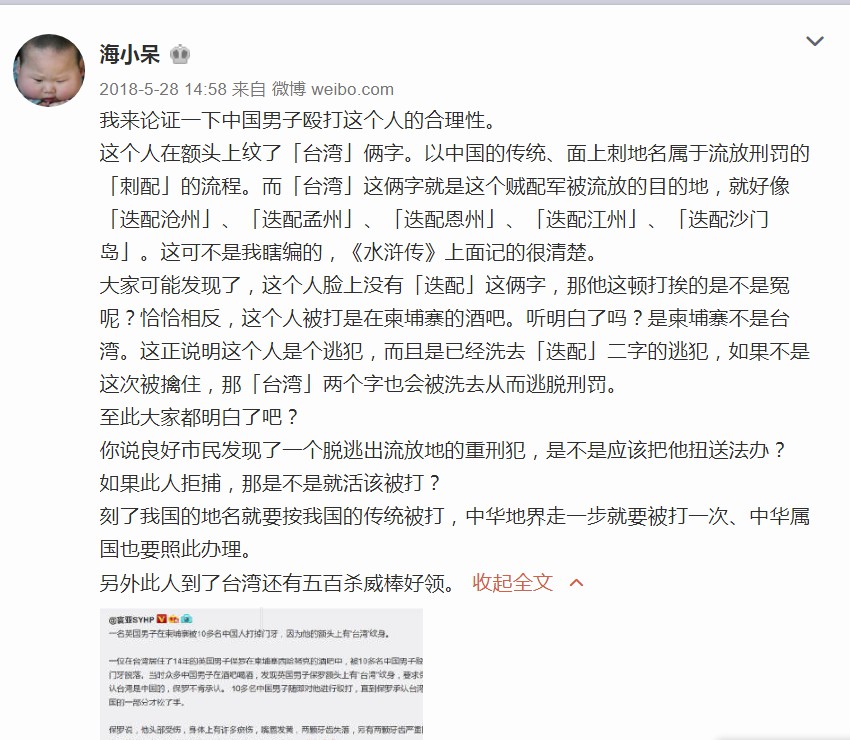 海小呆
2018-5-28 14:58 来自 微博 weibo.com
我来论证一下中国男子殴打这个人的合理性。
这个人在额头上纹了「台湾」俩字。以中国的传统、面上刺地名属于流放刑罚的
「刺配」的流程。而「台湾」这俩字就是这个贼配军被流放的目的地，就好像
「迭配沧州」、「迭配孟州」、「迭配恩州」、「迭配江州」、「迭配沙门
岛」。这可不是我瞎编的，《水浒传》上面记的很清楚。
大家可能发现了，这个人脸上没有「迭配」这俩字，那他这顿打挨的是不是冤
呢？恰恰相反，这个人被打是在柬埔寨的酒吧。听明白了吗？是柬埔寨不是台
湾。这正说明这个人是个逃犯，而且是已经洗去「迭配」二字的逃犯，如果不是
这次被擒住，那「台湾」两个字也会被洗去从而逃脱刑罚。
至此大家都明白了吧？
你说良好市民发现了一个脱逃出流放地的重刑犯，是不是应该把他扭送法办？
如果此人拒捕，那是不是就活该被打？
刻了我国的地名就要按我国的传统被打，中华地界走一步就要被打一次、中华属
国也要照此办理。
另外此人到了台湾还有五百杀威棒好领。 收起全文
@寰亚SYHP
一名英国男子在柬埔寨被10多名中国人打掉门牙，因为他的额头上有"台湾"纹身。
一位在台湾居住了14年的英国男子保罗在柬埔寨西哈努克的酒吧中，被10多名中国男子殴
门牙脱落。当时众多中国男子在酒吧喝酒，发现英国男子保罗额头上有"台湾"纹身，要求
认台湾是中国的，保罗不肯承认。 10多名中国男子随即对他进行殴打，直到保罗承认台湾
国的一部分才松了手。
保罗说，他头部受伤，身体上有许多瘀伤，嘴唇发黄，两颗牙齿失落，另有两颗牙齿严重